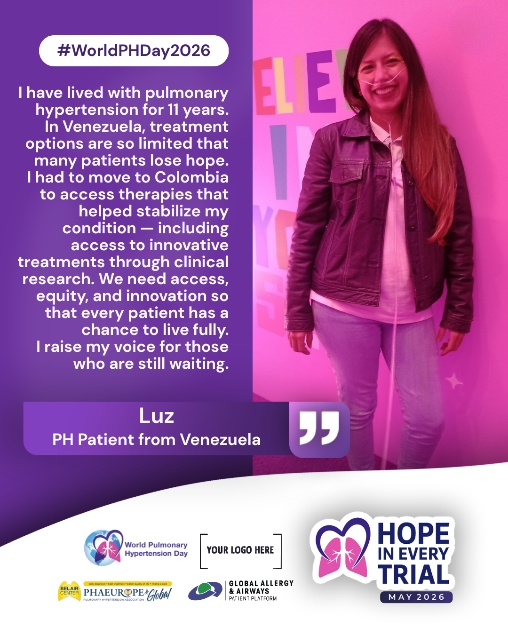 #WorldPHDay2026
I have lived with pulmonary
hypertension for 11 years.
In Venezuela, treatment
options are so limited that
many patients lose hope.
I had to move to Colombia
to access therapies that
helped stabilize my
condition — including
access to innovative
treatments through clinical
research. We need access,
equity, and innovation so
that every patient has a
chance to live fully.
I raise my voice for those
who are still waiting.
Luz
PH Patient from Venezuela
World Pulmonary
Hypertension Day
YOUR LOGO HERE
PHAEUROPE & Global
GLOBAL ALLERGY
& AIRWAYS
PATIENT PLATFORM
HOPE
IN EVERY
TRIAL
MAY 2026